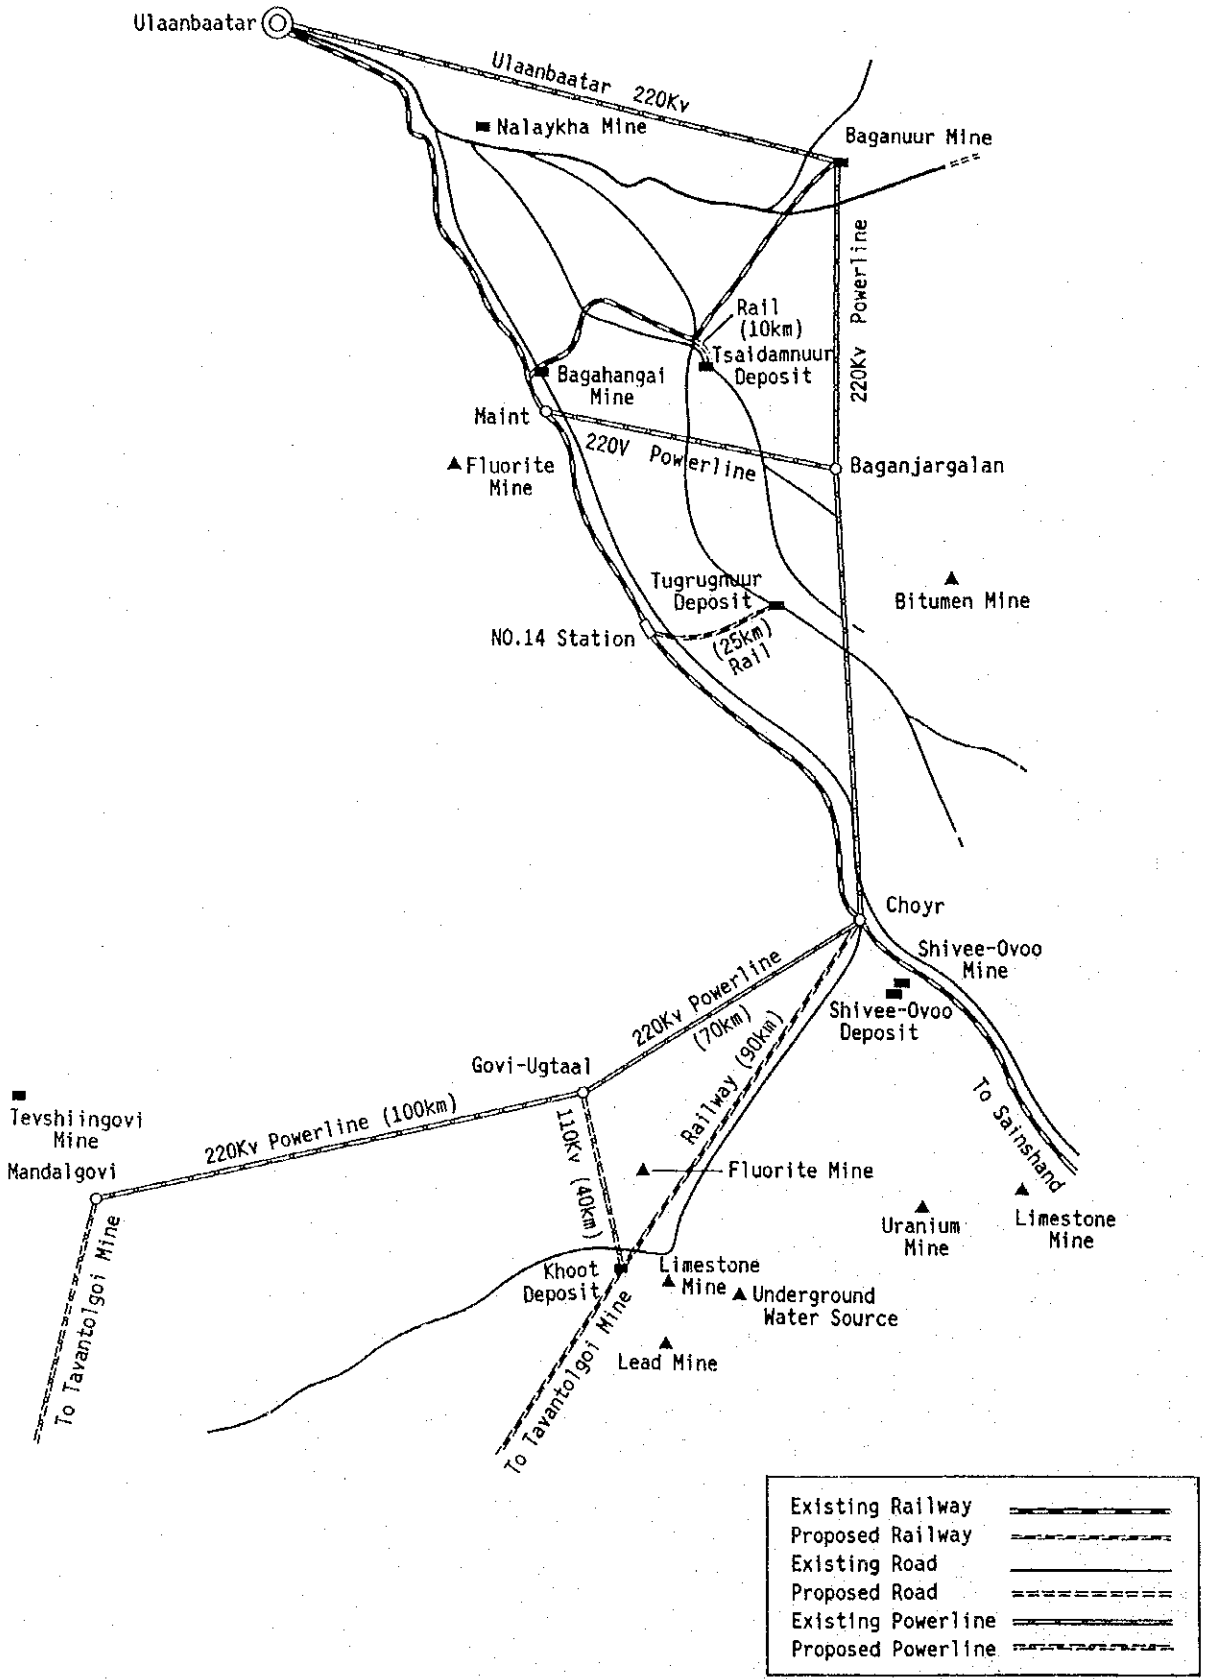 Ulaanbaatar
Ulaanbaatar 220Kv
Nalaykha Mine
Baganuur Mine
220Kv Powerline
Rail
(10km)
Tsaidamnuur
Deposit
Bagahangai
Mine
Maint
220V Powerline
Fluorite
Mine
Baganjargalan
Tugrugnuur
Deposit
Bitumen Mine
NO.14 Station
(25km)
Rail
Choyr
Shivee-Ovoo
Mine
Shivee-Ovoo
Deposit
220Kv Powerline
(70km)
Railway (90km)
Govi-Ugtaal
To Sainshand
Tevshiingovi
Mine
220Kv Powerline (100km)
110Kv (40km)
Mandalgovi
Fluorite Mine
Uranium
Mine
Limestone
Mine
To Tavantolgoi Mine
Khoot
Deposit
Limestone
Mine
Underground
Water Source
Lead Mine
To Tavantolgoi Mine
Existing Railway
Proposed Railway
Existing Road
Proposed Road
Existing Powerline
Proposed Powerline